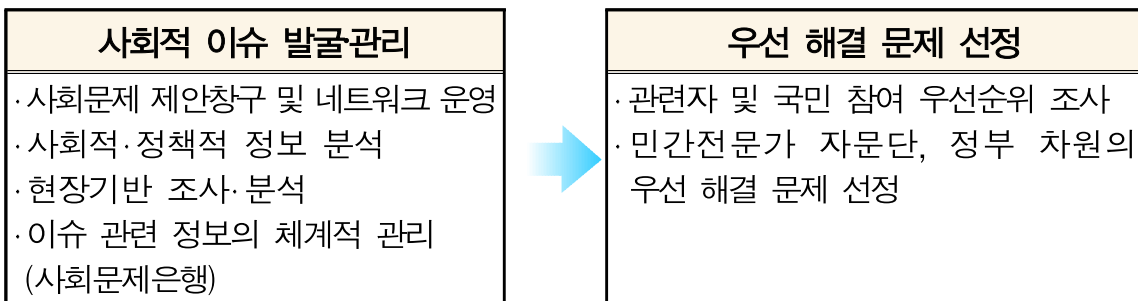 사회적 이슈 발굴·관리
· 사회문제 제안창구 및 네트워크 운영
· 사회적·정책적 정보 분석
· 현장기반 조사·분석
· 이슈 관련 정보의 체계적 관리
(사회문제은행)
우선 해결 문제 선정
· 관련자 및 국민 참여 우선순위 조사
· 민간전문가 자문단, 정부 차원의
우선 해결 문제 선정